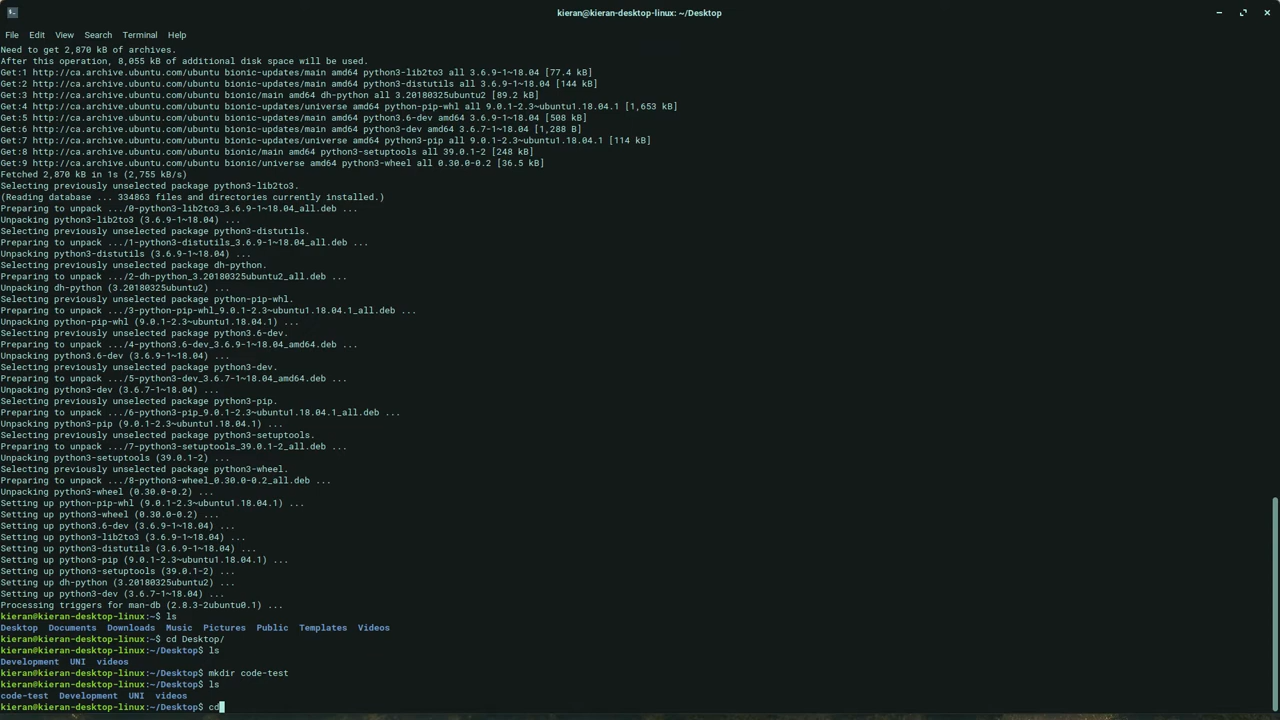 kieran@kieran-desktop-linux: ~/Desktop
File Edit View Search Terminal Help
Need to get 2,870 kB of archives.
After this operation, 8,055 kB of additional disk space will be used.
Get:1 http://ca.archive.ubuntu.com/ubuntu bionic-updates/main amd64 python3-lib2to3 all 3.6.9-1~18.04 [77.4 kB]
Get:2 http://ca.archive.ubuntu.com/ubuntu bionic-updates/main amd64 python3-distutils all 3.6.9-1~18.04 [144 kB]
Get:3 http://ca.archive.ubuntu.com/ubuntu bionic/main amd64 dh-python all 3.20180325ubuntu2 [89.2 kB]
Get:4 http://ca.archive.ubuntu.com/ubuntu bionic-updates/universe amd64 python-pip-whl all 9.0.1-2.3~ubuntu1.18.04.1 [1,653 kB]
Get:5 http://ca.archive.ubuntu.com/ubuntu bionic-updates/main amd64 python3.6-dev amd64 3.6.9-1~18.04 [508 kB]
Get:6 http://ca.archive.ubuntu.com/ubuntu bionic-updates/main amd64 python3-dev amd64 3.6.7-1~18.04 [1,288 B]
Get:7 http://ca.archive.ubuntu.com/ubuntu bionic-updates/universe amd64 python3-pip all 9.0.1-2.3~ubuntu1.18.04.1 [114 kB]
Get:8 http://ca.archive.ubuntu.com/ubuntu bionic/main amd64 python3-setuptools all 39.0.1-2 [248 kB]
Get:9 http://ca.archive.ubuntu.com/ubuntu bionic/universe amd64 python3-wheel all 0.30.0-0.2 [36.5 kB]
Fetched 2,870 kB in 1s (2,755 kB/s)
Selecting previously unselected package python3-lib2to3.
(Reading database ... 334863 files and directories currently installed.)
Preparing to unpack .../0-python3-lib2to3_3.6.9-1~18.04_all.deb ...
Unpacking python3-lib2to3 (3.6.9-1~18.04) ...
Selecting previously unselected package python3-distutils.
Preparing to unpack .../1-python3-distutils_3.6.9-1~18.04_all.deb ...
Unpacking python3-distutils (3.6.9-1~18.04) ...
Selecting previously unselected package dh-python.
Preparing to unpack .../2-dh-python_3.20180325ubuntu2_all.deb ...
Unpacking dh-python (3.20180325ubuntu2) ...
Selecting previously unselected package python-pip-whl.
Preparing to unpack .../3-python-pip-whl_9.0.1-2.3~ubuntu1.18.04.1_all.deb ...
Unpacking python-pip-whl (9.0.1-2.3~ubuntu1.18.04.1) ...
Selecting previously unselected package python3.6-dev.
Preparing to unpack .../4-python3.6-dev_3.6.9-1~18.04_amd64.deb ...
Unpacking python3.6-dev (3.6.9-1~18.04) ...
Selecting previously unselected package python3-dev.
Preparing to unpack .../5-python3-dev_3.6.7-1~18.04_amd64.deb ...
Unpacking python3-dev (3.6.7-1~18.04) ...
Selecting previously unselected package python3-pip.
Preparing to unpack .../6-python3-pip_9.0.1-2.3~ubuntu1.18.04.1_all.deb ...
Unpacking python3-pip (9.0.1-2.3~ubuntu1.18.04.1) ...
Selecting previously unselected package python3-setuptools.
Preparing to unpack .../7-python3-setuptools_39.0.1-2_all.deb ...
Unpacking python3-setuptools (39.0.1-2) ...
Selecting previously unselected package python3-wheel.
Preparing to unpack .../8-python3-wheel_0.30.0-0.2_all.deb ...
Unpacking python3-wheel (0.30.0-0.2) ...
Setting up python-pip-whl (9.0.1-2.3~ubuntu1.18.04.1) ...
Setting up python3-wheel (0.30.0-0.2) ...
Setting up python3.6-dev (3.6.9-1~18.04) ...
Setting up python3-lib2to3 (3.6.9-1~18.04) ...
Setting up python3-distutils (3.6.9-1~18.04) ...
Setting up python3-pip (9.0.1-2.3~ubuntu1.18.04.1) ...
Setting up python3-setuptools (39.0.1-2) ...
Setting up dh-python (3.20180325ubuntu2) ...
Setting up python3-dev (3.6.7-1~18.04) ...
Processing triggers for man-db (2.8.3-2ubuntu0.1) ...
kieran@kieran-desktop-linux:~$ ls
Desktop Documents Downloads Music Pictures Public Templates Videos
kieran@kieran-desktop-linux:~$ cd Desktop/
kieran@kieran-desktop-linux:~/Desktop$ ls
Development UNI videos
kieran@kieran-desktop-linux:~/Desktop$ mkdir code-test
kieran@kieran-desktop-linux:~/Desktop$ ls
code-test Development UNI videos
kieran@kieran-desktop-linux:~/Desktop$ cd